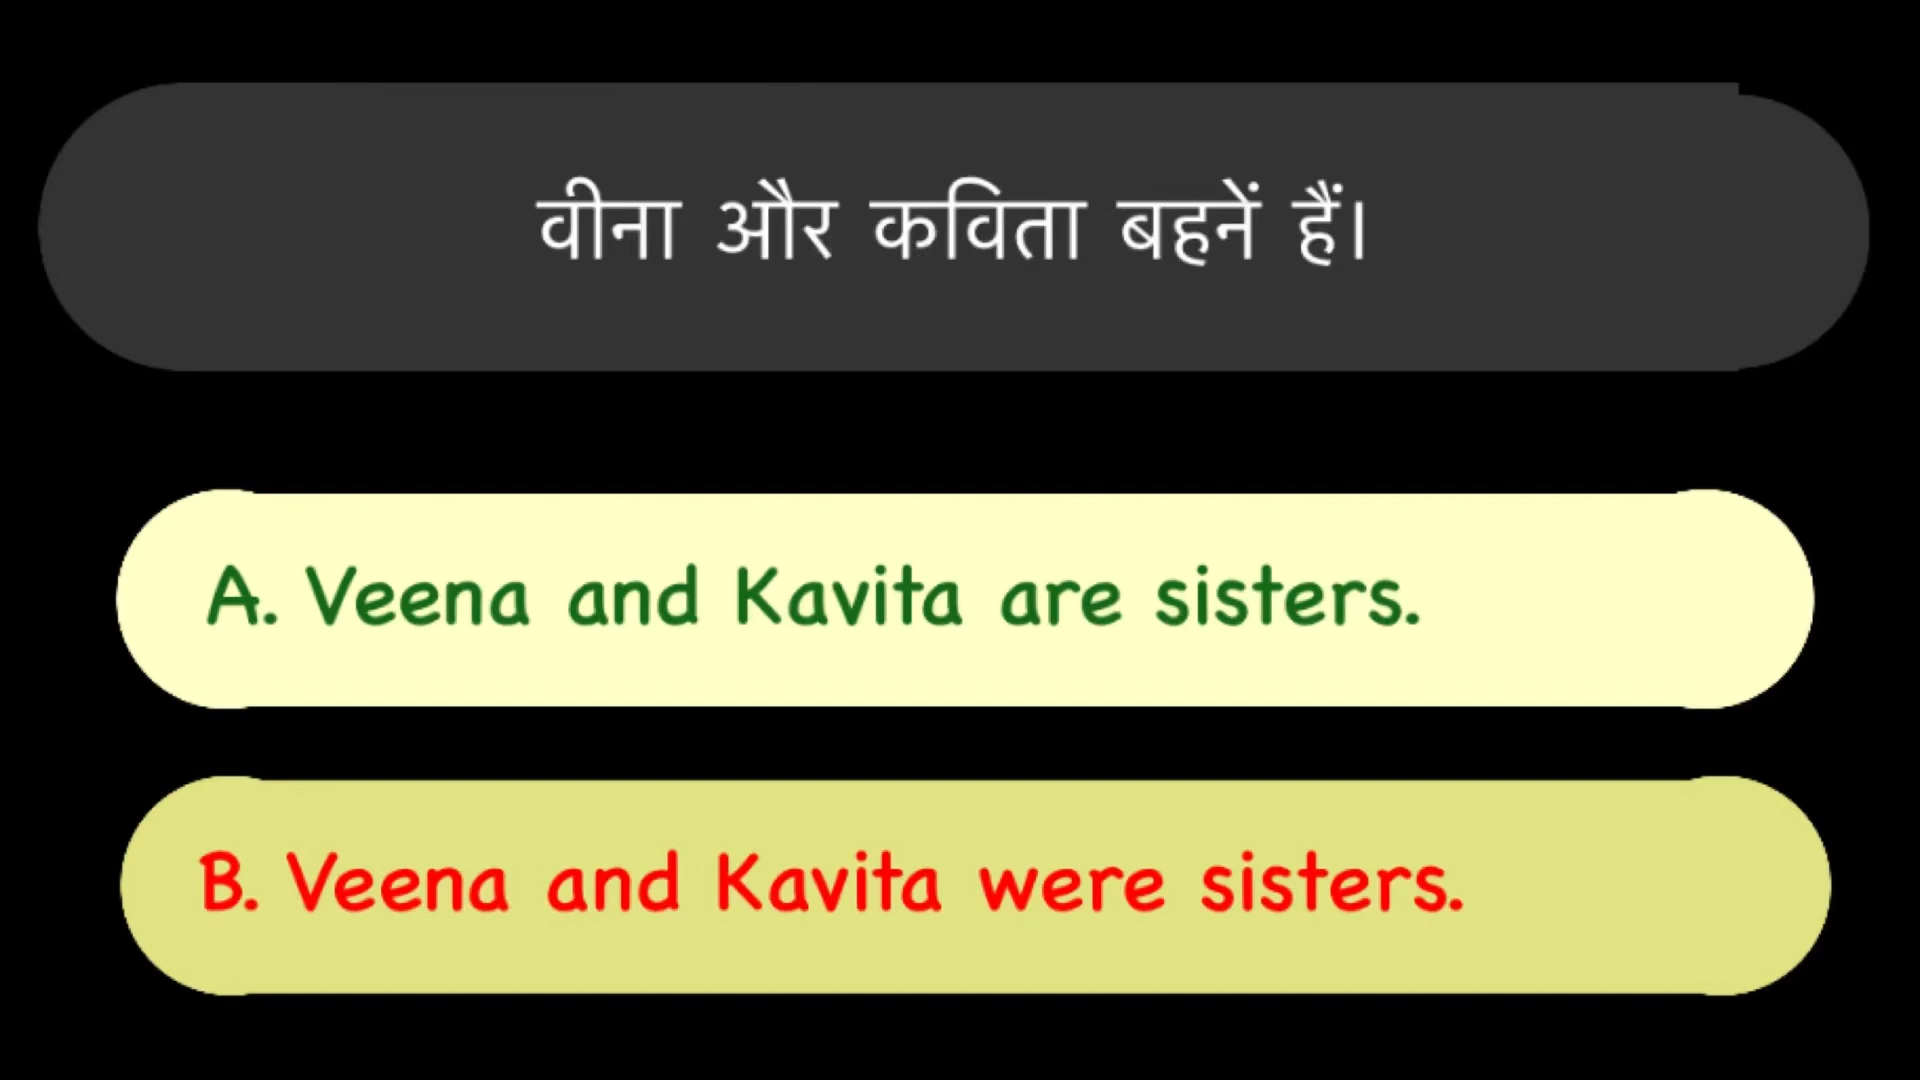 वीना और कविता बहनें हैं।
A. Veena and Kavita are sisters.
B. Veena and Kavita were sisters.